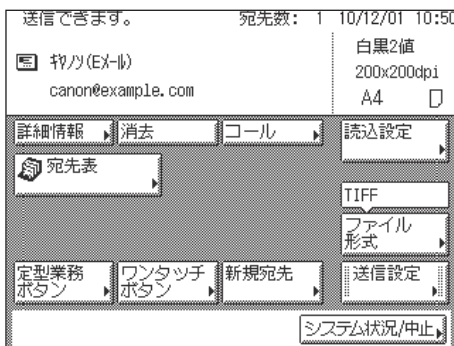 送信できます。 宛先数: 1 10/12/01 10:50
白黒2値
ｷﾔﾉﾝ(Eﾒｰﾙ) 200x200dpi
canon@example.com A4
詳細情報 消去 コール 読込設定
宛先表
TIFF
ファイル
形式
定型業務
ボタン
ワンタッチ
ボタン
新規宛先
送信設定
システム状況/中止